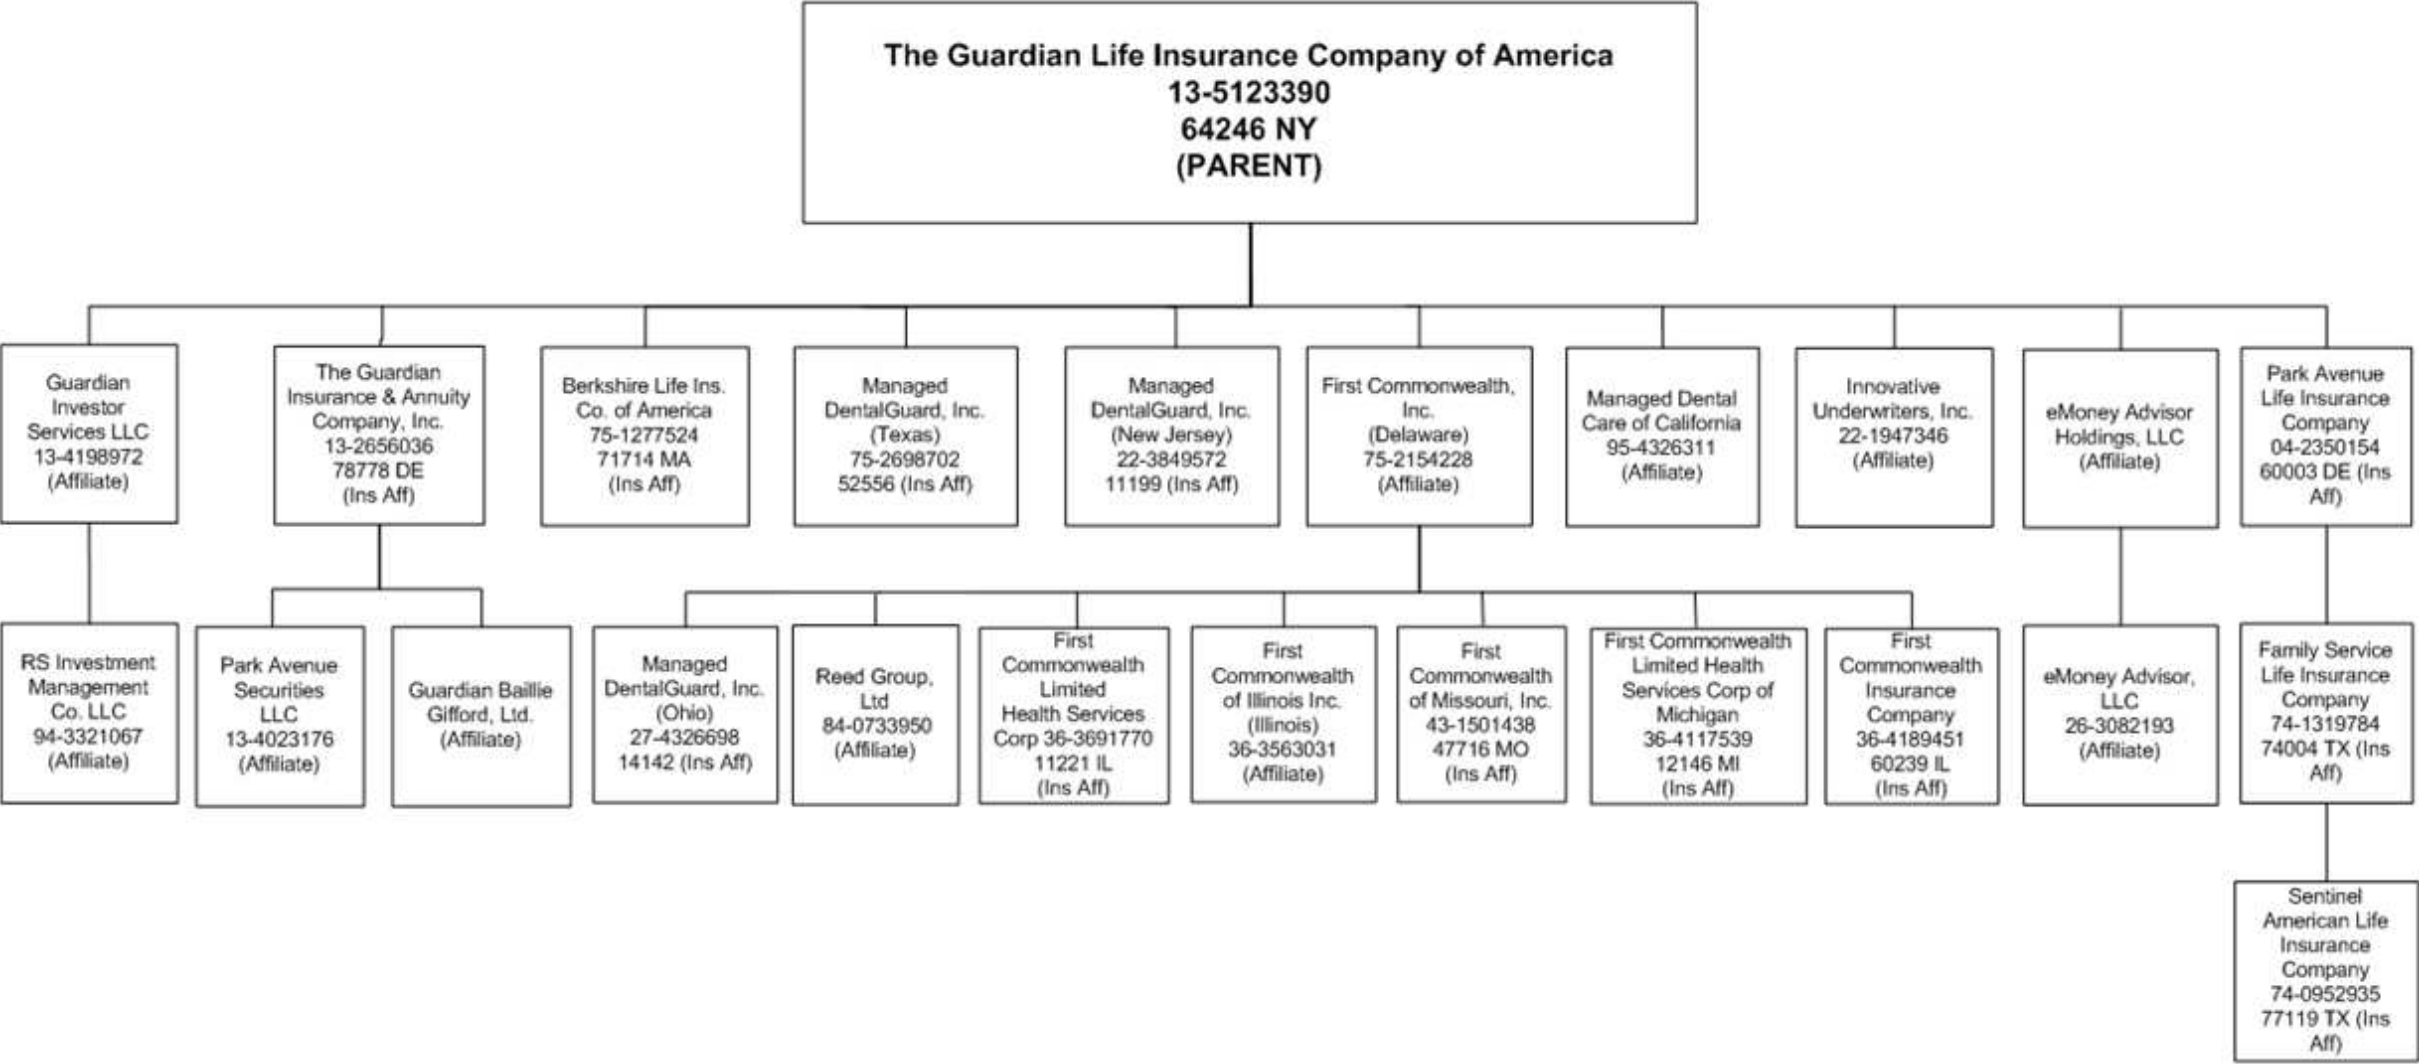 The Guardian Life Insurance Company of America
13-5123390
64246 NY
(PARENT)
Guardian
Investor
Services LLC
13-4198972
(Affiliate)
The Guardian
Insurance & Annuity
Company, Inc.
13-2656036
78778 DE
(Ins Aff)
Berkshire Life Ins.
Co. of America
75-1277524
71714 MA
(Ins Aff)
Managed
DentalGuard, Inc.
(Texas)
75-2698702
52556 (Ins Aff)
Managed
DentalGuard, Inc.
(New Jersey)
22-3849572
11199 (Ins Aff)
First Commonwealth,
Inc.
(Delaware)
75-2154228
(Affiliate)
Managed Dental
Care of California
95-4326311
(Affiliate)
Innovative
Underwriters, Inc.
22-1947346
(Affiliate)
eMoney Advisor
Holdings, LLC
(Affiliate)
Park Avenue
Life Insurance
Company
04-2350154
60003 DE (Ins
Aff)
RS Investment
Management
Co. LLC
94-3321067
(Affiliate)
Park Avenue
Securities
LLC
13-4023176
(Affiliate)
Guardian Baillie
Gifford, Ltd.
(Affiliate)
Managed
DentalGuard, Inc.
(Ohio)
27-4326698
14142 (Ins Aff)
Reed Group,
Ltd
84-0733950
(Affiliate)
First
Commonwealth
Limited
Health Services
Corp 36-3691770
11221 IL
(Ins Aff)
First
Commonwealth
of Illinois Inc.
(Illinois)
36-3563031
(Affiliate)
First
Commonwealth
of Missouri, Inc.
43-1501438
47716 MO
(Ins Aff)
First Commonwealth
Limited Health
Services Corp of
Michigan
36-4117539
12146 MI
(Ins Aff)
First
Commonwealth
Insurance
Company
36-4189451
60239 IL
(Ins Aff)
eMoney Advisor,
LLC
26-3082193
(Affiliate)
Family Service
Life Insurance
Company
74-1319784
74004 TX (Ins
Aff)
Sentinel
American Life
Insurance
Company
74-0952935
77119 TX (Ins
Aff)